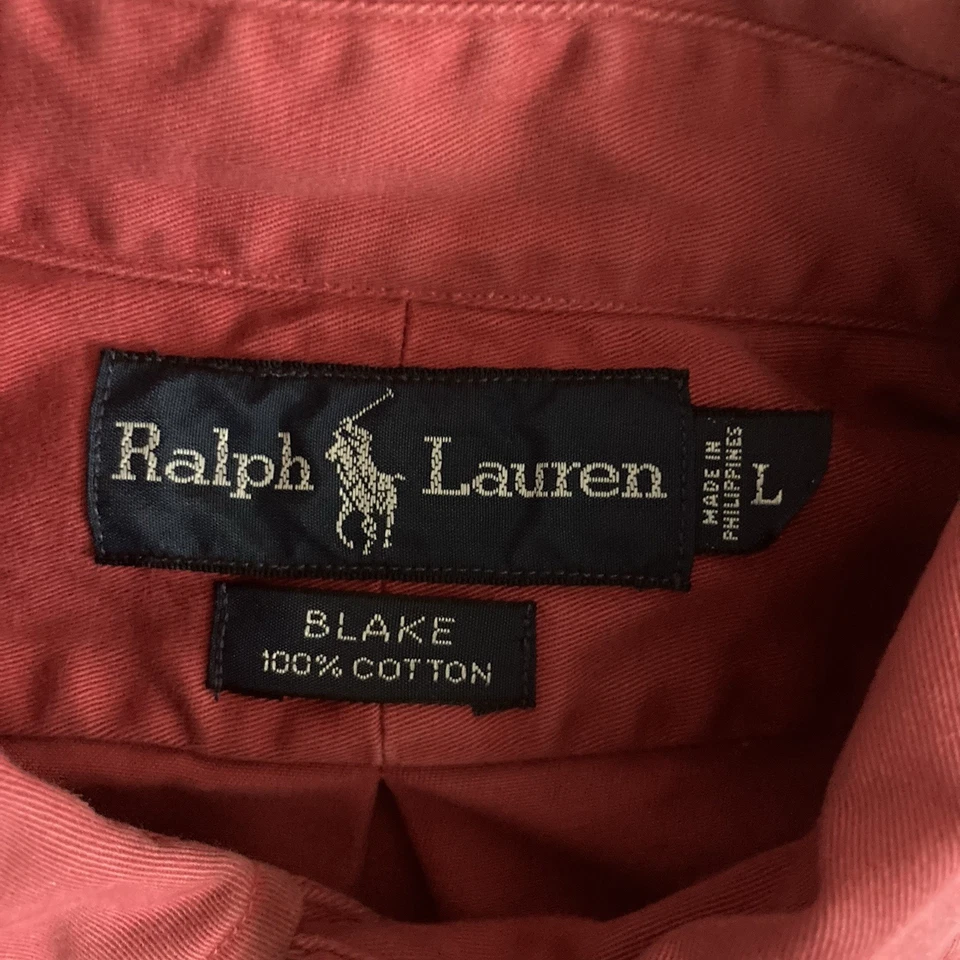 Ralph Lauren
MADE IN
PHILIPPINES
L
BLAKE
100% COTTON